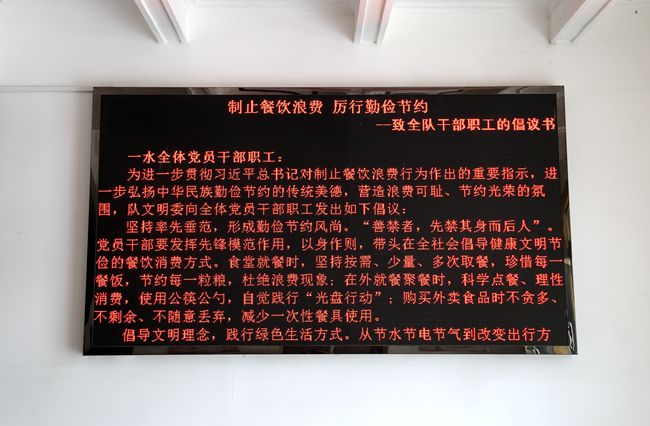 制止餐饮浪费 厉行勤俭节约
--致全队干部职工的倡议书
一水全体党员干部职工：
为进一步贯彻习近平总书记对制止餐饮浪费行为作出的重要指示，进
一步弘扬中华民族勤俭节约的传统美德，营造浪费可耻、节约光荣的氛
围，队文明委向全体党员干部职工发出如下倡议：
坚持率先垂范，形成勤俭节约风尚。“善禁者，先禁其身而后人”。
党员干部要发挥先锋模范作用，以身作则，带头在全社会倡导健康文明节
俭的餐饮消费方式。食堂就餐时，坚持按需、少量、多次取餐，珍惜每一
餐饭，节约每一粒粮，杜绝浪费现象；在外就餐聚餐时，科学点餐、理性
消费，使用公筷公勺，自觉践行“光盘行动”；购买外卖食品时不贪多、
不剩余、不随意丢弃，减少一次性餐具使用。
倡导文明理念，践行绿色生活方式。从节水节电节气到改变出行方